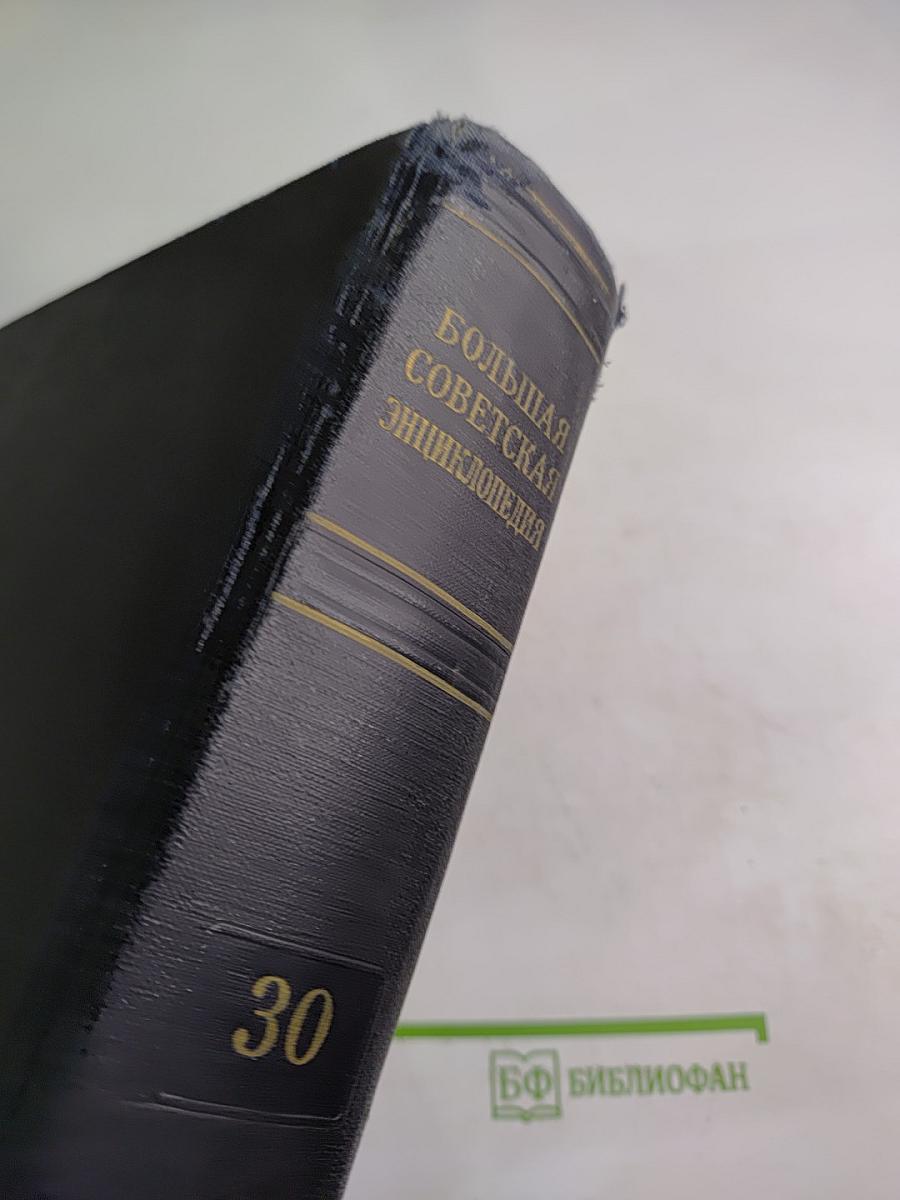 БОЛЬШАЯ
СОВЕТСКАЯ
ЭНЦИКЛОПЕДИЯ
30
БФ БИБЛИОФАН